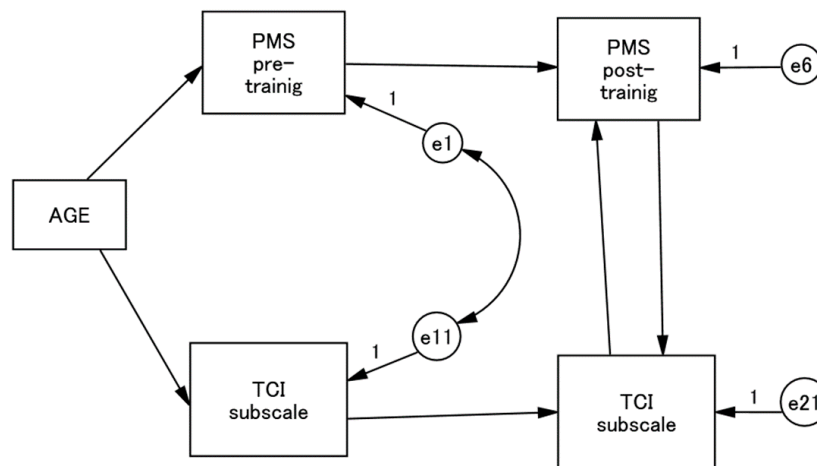 PMS
pre-
trainig
PMS
post-
trainig
1
e6
1
e1
AGE
e11
1
TCI
subscale
TCI
subscale
1
e21